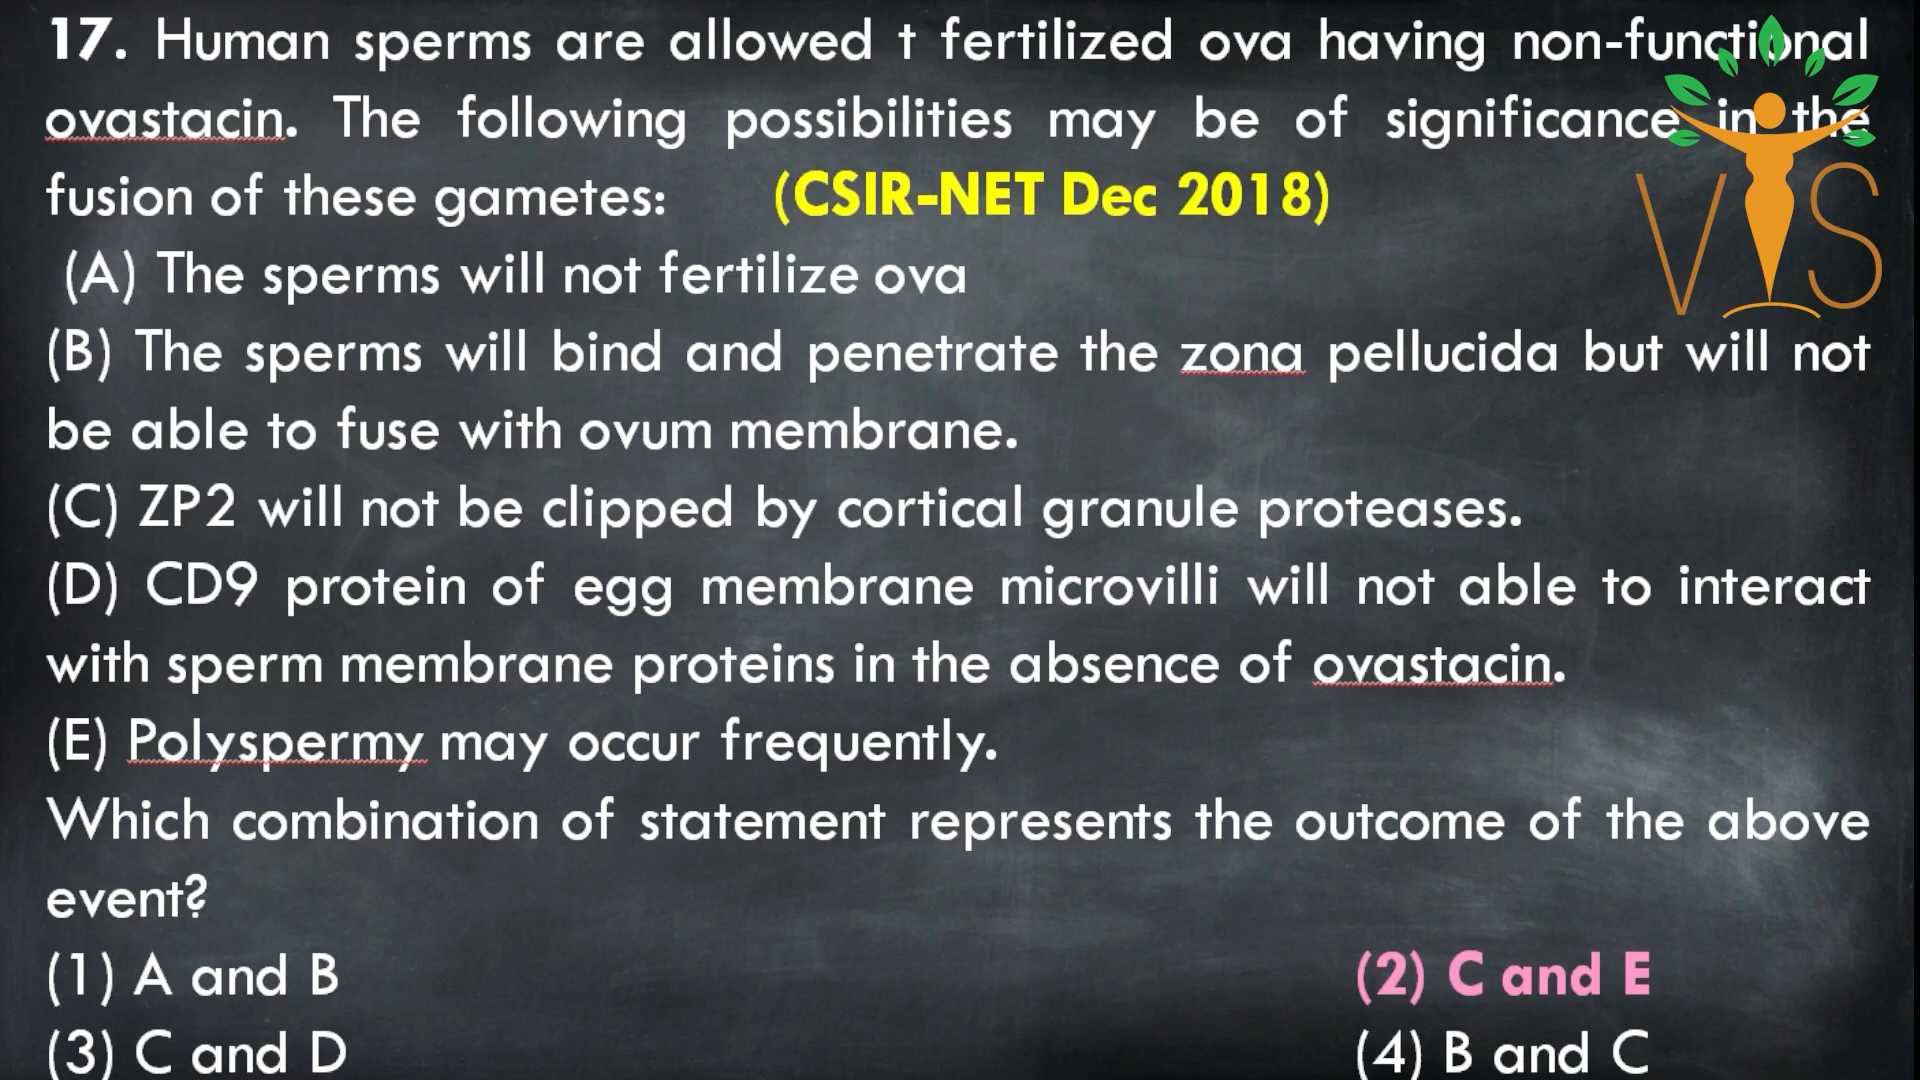 17. Human sperms are allowed t fertilized ova having non-functional
ovastacin. The following possibilities may be of significance in the
fusion of these gametes: (CSIR-NET Dec 2018)
(A) The sperms will not fertilize ova
(B) The sperms will bind and penetrate the zona pellucida but will not
be able to fuse with ovum membrane.
(C) ZP2 will not be clipped by cortical granule proteases.
(D) CD9 protein of egg membrane microvilli will not able to interact
with sperm membrane proteins in the absence of ovastacin.
(E) Polyspermy may occur frequently.
Which combination of statement represents the outcome of the above
event?
(1) A and B (2) C and E
(3) C and D (4) B and C
VIS